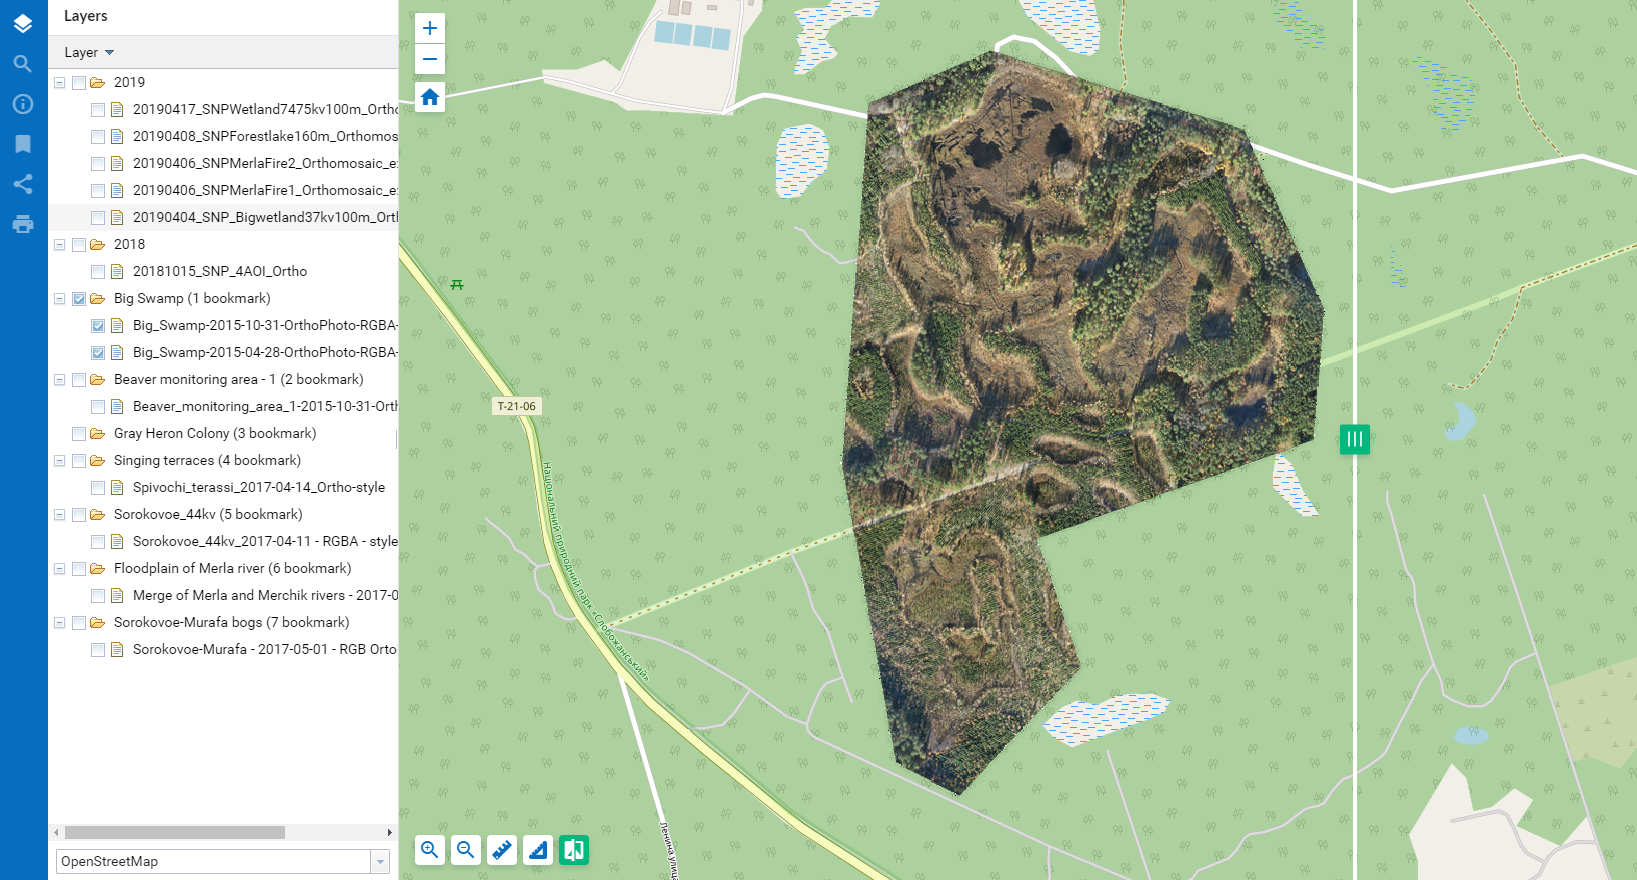 Layers
Layer
2019
20190417_SNPWetland7475kv100m_Ortho
20190408_SNPForestlake160m_Orthomos
20190406_SNPMerlaFire2_Orthomosaic_e
20190406_SNPMerlaFire1_Orthomosaic_e
20190404_SNP_Bigwetland37kv100m_Ort
2018
20181015_SNP_4AOI_Ortho
Big Swamp (1 bookmark)
Big_Swamp-2015-10-31-OrthoPhoto-RGBA-
Big_Swamp-2015-04-28-OrthoPhoto-RGBA-
Beaver monitoring area - 1 (2 bookmark)
Beaver_monitoring_area_1-2015-10-31-Orth
Gray Heron Colony (3 bookmark)
Singing terraces (4 bookmark)
Spivochi_terassi_2017-04-14_Ortho-style
Sorokovoe_44kv (5 bookmark)
Sorokovoe_44kv_2017-04-11 - RGBA - style
Floodplain of Merla river (6 bookmark)
Merge of Merla and Merchik rivers - 2017-0
Sorokovoe-Murafa bogs (7 bookmark)
Sorokovoe-Murafa - 2017-05-01 - RGB Orto
OpenStreetMap
T-21-06
Національний природний парк «Слобожанський»
Леніна улиця